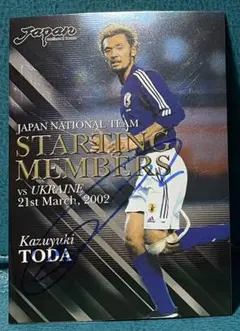 Japan
JAPAN NATIONAL TEAM
STARTING
MEMBERS
vs UKRAINE
21st March, 2002
Kazuyuki
TODA